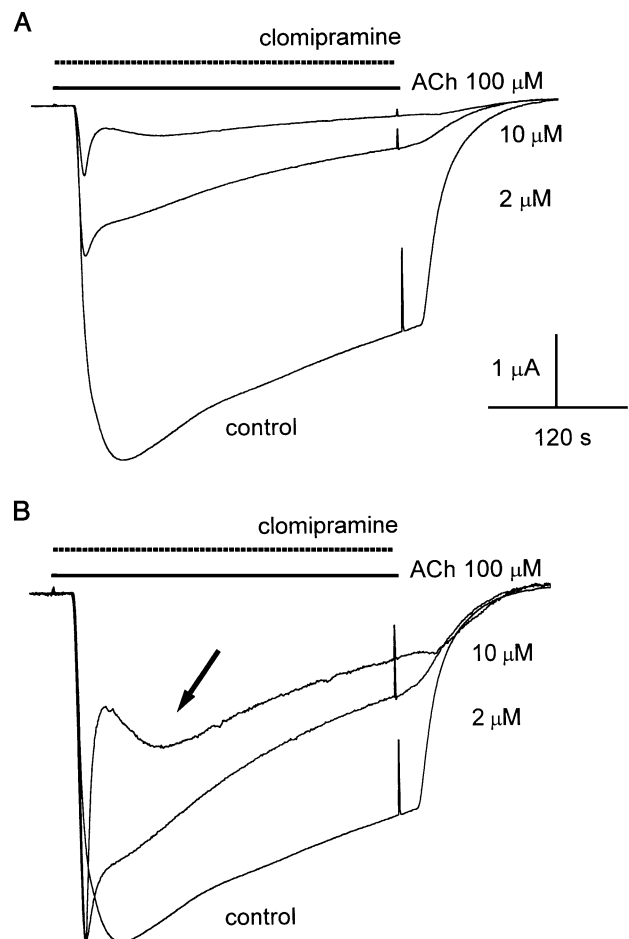 A
clomipramine
ACh 100 μM
10 μM
2 μM
1 μA
120 s
control
B
clomipramine
ACh 100 μM
10 μM
2 μM
control